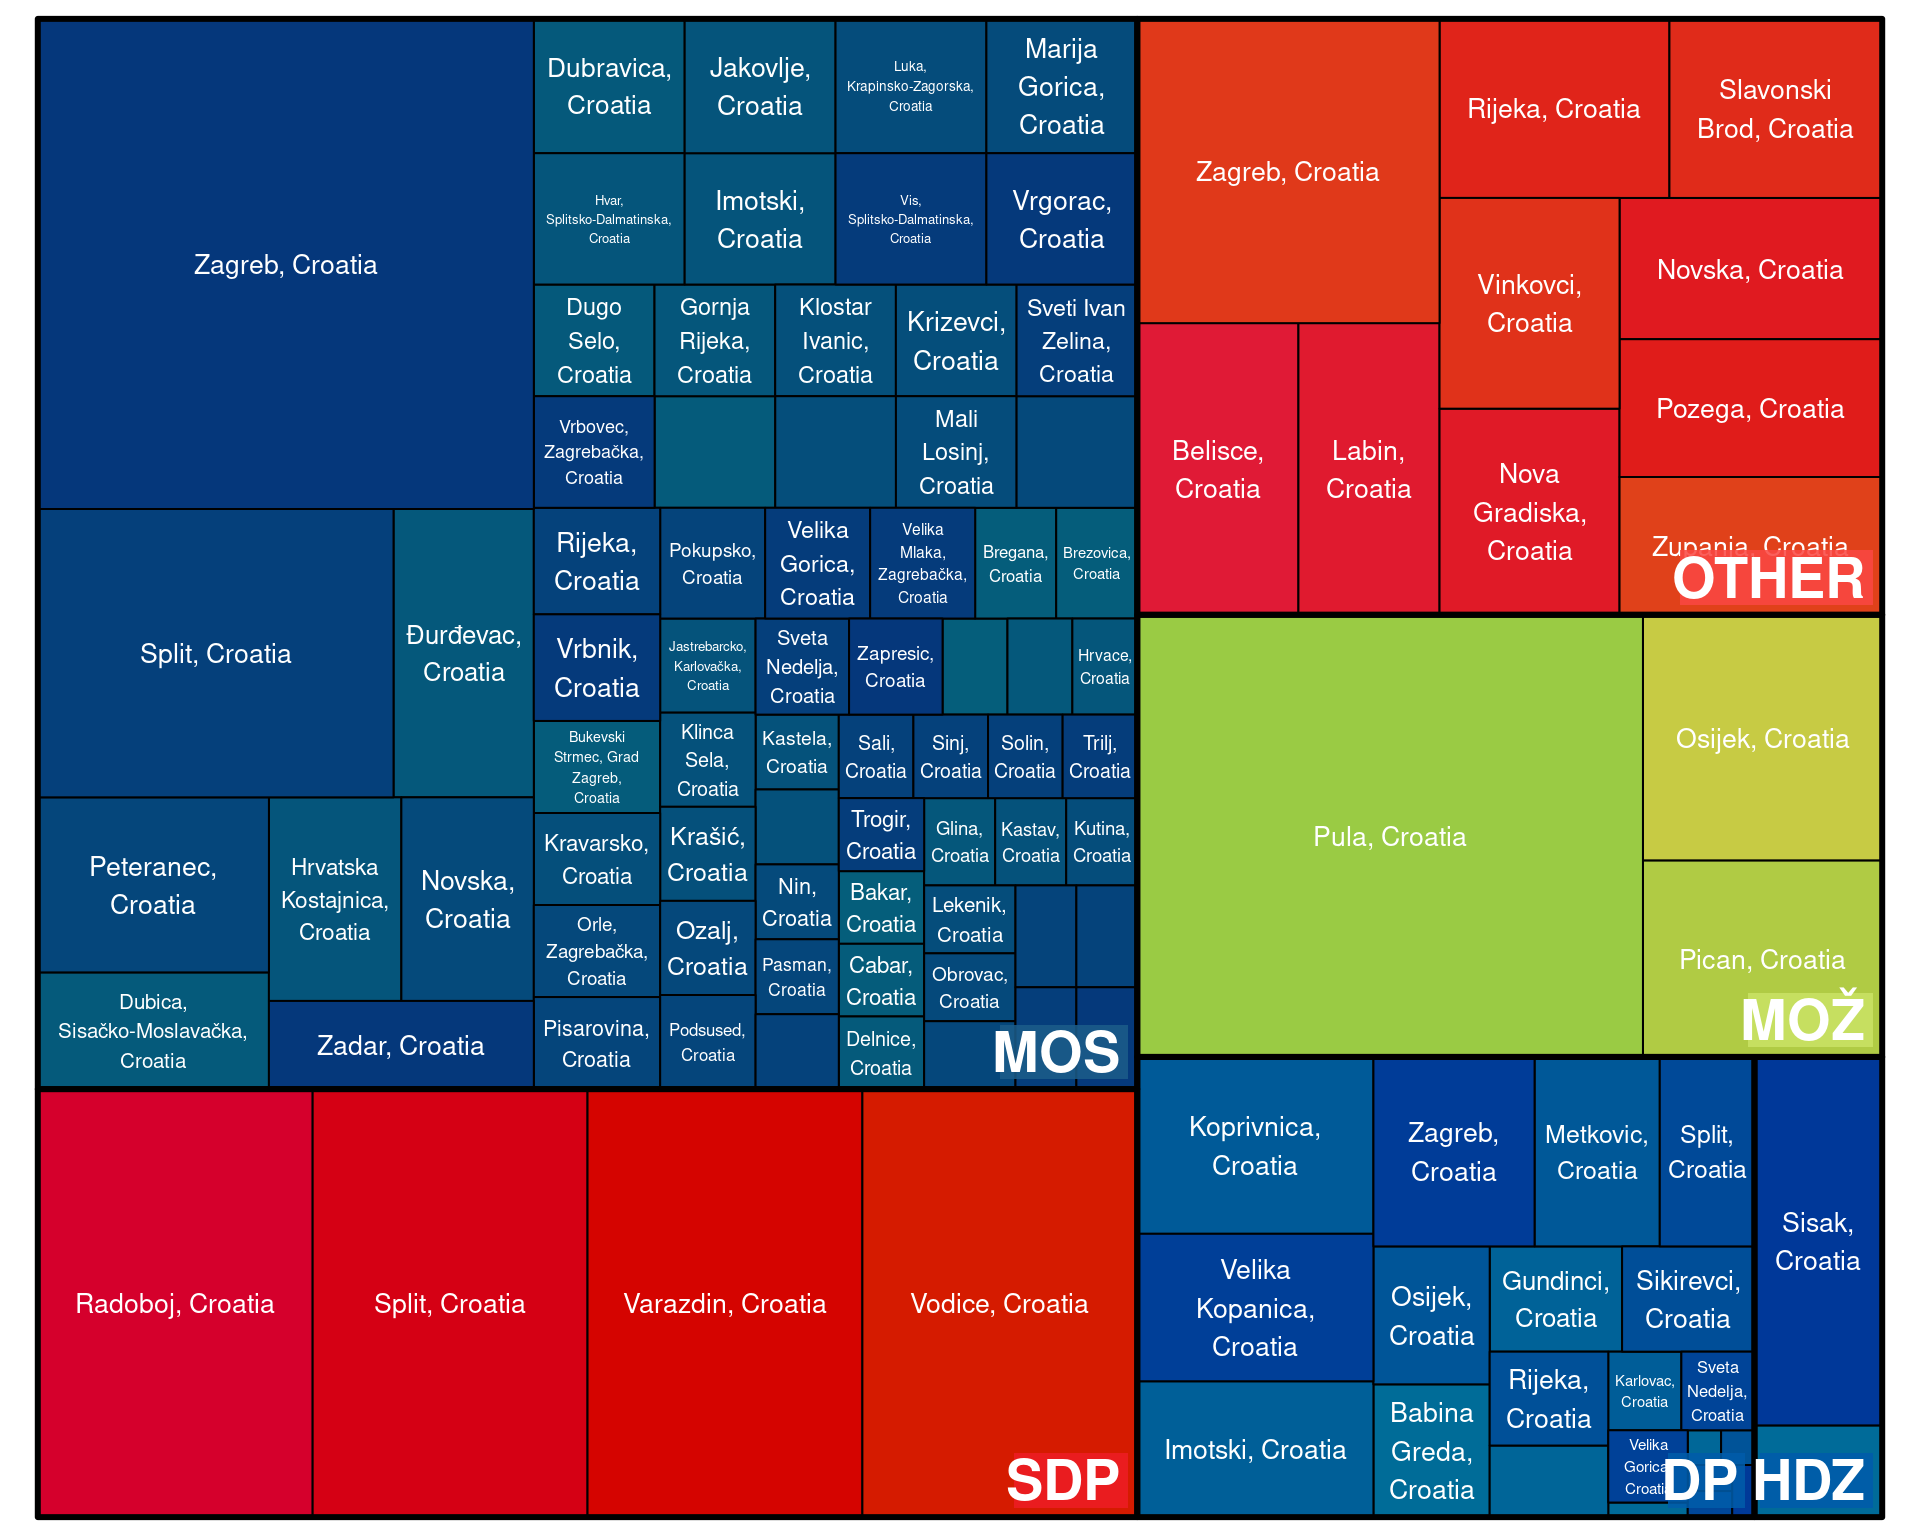 Zagreb, Croatia
Split, Croatia
Đurđevac,
Croatia
Peteranec,
Croatia
Hrvatska
Kostajnica,
Croatia
Novska,
Croatia
Dubica,
Sisačko-Moslavačka,
Croatia
Zadar, Croatia
Dubravica,
Croatia
Jakovlje,
Croatia
Luka,
Krapinsko-Zagorska,
Croatia
Marija
Gorica,
Croatia
Hvar,
Splitsko-Dalmatinska,
Croatia
Imotski,
Croatia
Vis,
Splitsko-Dalmatinska,
Croatia
Vrgorac,
Croatia
Dugo
Selo,
Croatia
Gornja
Rijeka,
Croatia
Klostar
Ivanic,
Croatia
Krizevci,
Croatia
Sveti Ivan
Zelina,
Croatia
Vrbovec,
Zagrebačka,
Croatia
Mali
Losinj,
Croatia
Rijeka,
Croatia
Pokupsko,
Croatia
Velika
Gorica,
Croatia
Velika
Mlaka,
Zagrebačka,
Croatia
Bregana,
Croatia
Brezovica,
Croatia
Vrbnik,
Croatia
Jastrebarcko,
Karlovačka,
Croatia
Sveta
Nedelja,
Croatia
Zapresic,
Croatia
Hrvace,
Croatia
Bukevski
Strmec, Grad
Zagreb,
Croatia
Klinca
Sela,
Croatia
Kastela,
Croatia
Sali,
Croatia
Sinj,
Croatia
Solin,
Croatia
Trilj,
Croatia
Kravarsko,
Croatia
Krašić,
Croatia
Trogir,
Croatia
Glina,
Croatia
Kastav,
Croatia
Kutina,
Croatia
Orle,
Zagrebačka,
Croatia
Ozalj,
Croatia
Nin,
Croatia
Bakar,
Croatia
Lekenik,
Croatia
Pasman,
Croatia
Cabar,
Croatia
Obrovac,
Croatia
Pisarovina,
Croatia
Podsused,
Croatia
Delnice,
Croatia
MOS
Radoboj, Croatia
Split, Croatia
Varazdin, Croatia
Vodice, Croatia
SDP
Zagreb, Croatia
Rijeka, Croatia
Slavonski
Brod, Croatia
Belisce,
Croatia
Labin,
Croatia
Vinkovci,
Croatia
Nova
Gradiska,
Croatia
Novska, Croatia
Pozega, Croatia
Zupanja, Croatia
OTHER
Pula, Croatia
Osijek, Croatia
Pican, Croatia
MOŽ
Koprivnica,
Croatia
Velika
Kopanica,
Croatia
Imotski, Croatia
Zagreb,
Croatia
Metkovic,
Croatia
Split,
Croatia
Osijek,
Croatia
Gundinci,
Croatia
Sikirevci,
Croatia
Babina
Greda,
Croatia
Rijeka,
Croatia
Karlovac,
Croatia
Sveta
Nedelja,
Croatia
Velika
Gorica,
Croatia
DP
Sisak,
Croatia
HDZ